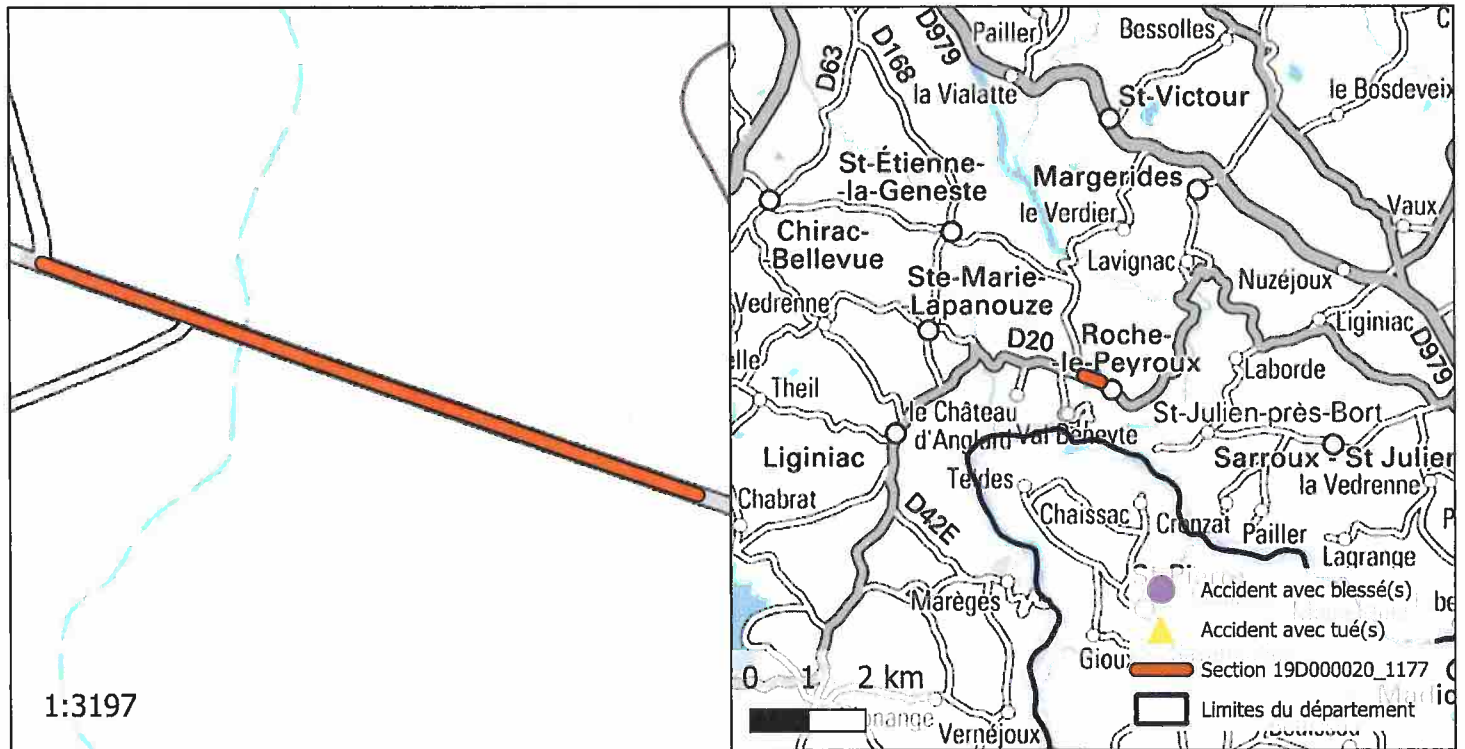 1:3197
D63
D168
D979
Pailler
Bessolles
la Vialatte
St-Victour
le Bosdeveix
St-Étienne-
-la-Geneste
Margerides
le Verdier
Vaux
Chirac-
-Bellevue
Lavignac
Nuzéjoux
Ste-Marie-
-Lapanouze
Vedrenne
D20
Roche-
-le-Peyroux
Liginiac
D979
elle
Theil
Laborde
le Château
d'Anglard
Val Beneyte
St-Julien-près-Bort
Liginiac
Sarroux - St Julien
la Vedrenne
Chabrat
D42E
Chaissac
Pailler
Lagrange
Marèges
Accident avec blessé(s)
Accident avec tué(s)
Section 19D000020_1177
Limites du département
0 1 2 km
onange
Vernéjoux